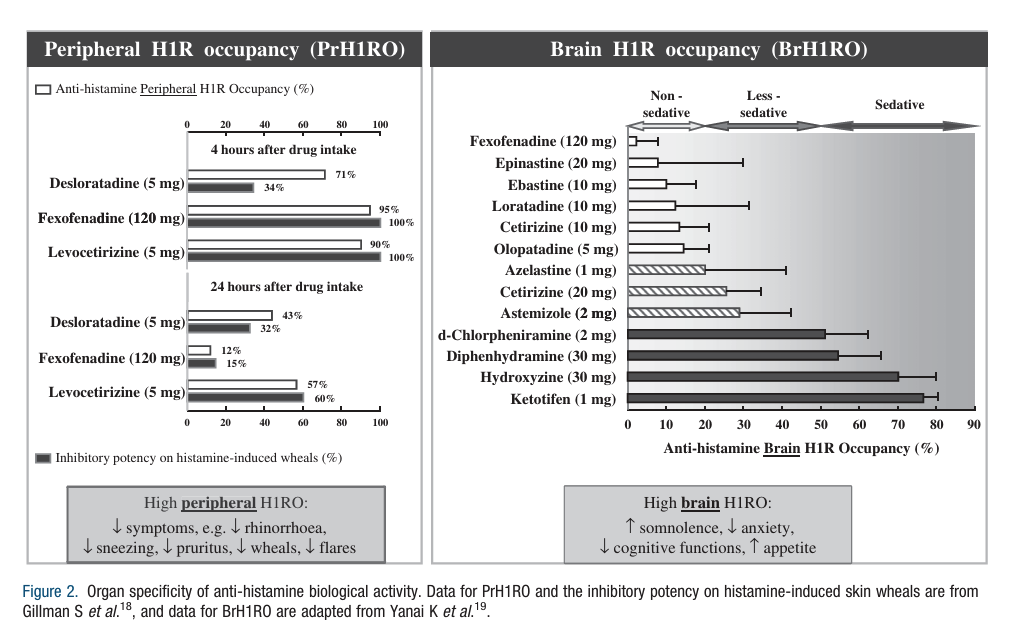 Peripheral H1R occupancy (PrH1RO)
Anti-histamine Peripheral H1R Occupancy (%)
0 20 40 60 80 100
4 hours after drug intake
Desloratadine (5 mg) 71% 34%
Fexofenadine (120 mg) 95% 100%
Levocetirizine (5 mg) 90% 100%
24 hours after drug intake
Desloratadine (5 mg) 43% 32%
Fexofenadine (120 mg) 12% 15%
Levocetirizine (5 mg) 57% 60%
0 20 40 60 80 100
Inhibitory potency on histamine-induced wheals (%)
High peripheral H1RO:
↓ symptoms, e.g. ↓ rhinorrhoea,
↓ sneezing, ↓ pruritus, ↓ wheals, ↓ flares
Brain H1R occupancy (BrH1RO)
Non -
sedative
Less -
sedative
Sedative
Fexofenadine (120 mg)
Epinastine (20 mg)
Ebastine (10 mg)
Loratadine (10 mg)
Cetirizine (10 mg)
Olopatadine (5 mg)
Azelastine (1 mg)
Cetirizine (20 mg)
Astemizole (2 mg)
d-Chlorpheniramine (2 mg)
Diphenhydramine (30 mg)
Hydroxyzine (30 mg)
Ketotifen (1 mg)
0 10 20 30 40 50 60 70 80 90
Anti-histamine Brain H1R Occupancy (%)
High brain H1RO:
↑ somnolence, ↓ anxiety,
↓ cognitive functions, ↑ appetite
Figure 2. Organ specificity of anti-histamine biological activity. Data for PrH1RO and the inhibitory potency on histamine-induced skin wheals are from
Gillman S et al.18, and data for BrH1RO are adapted from Yanai K et al.19.